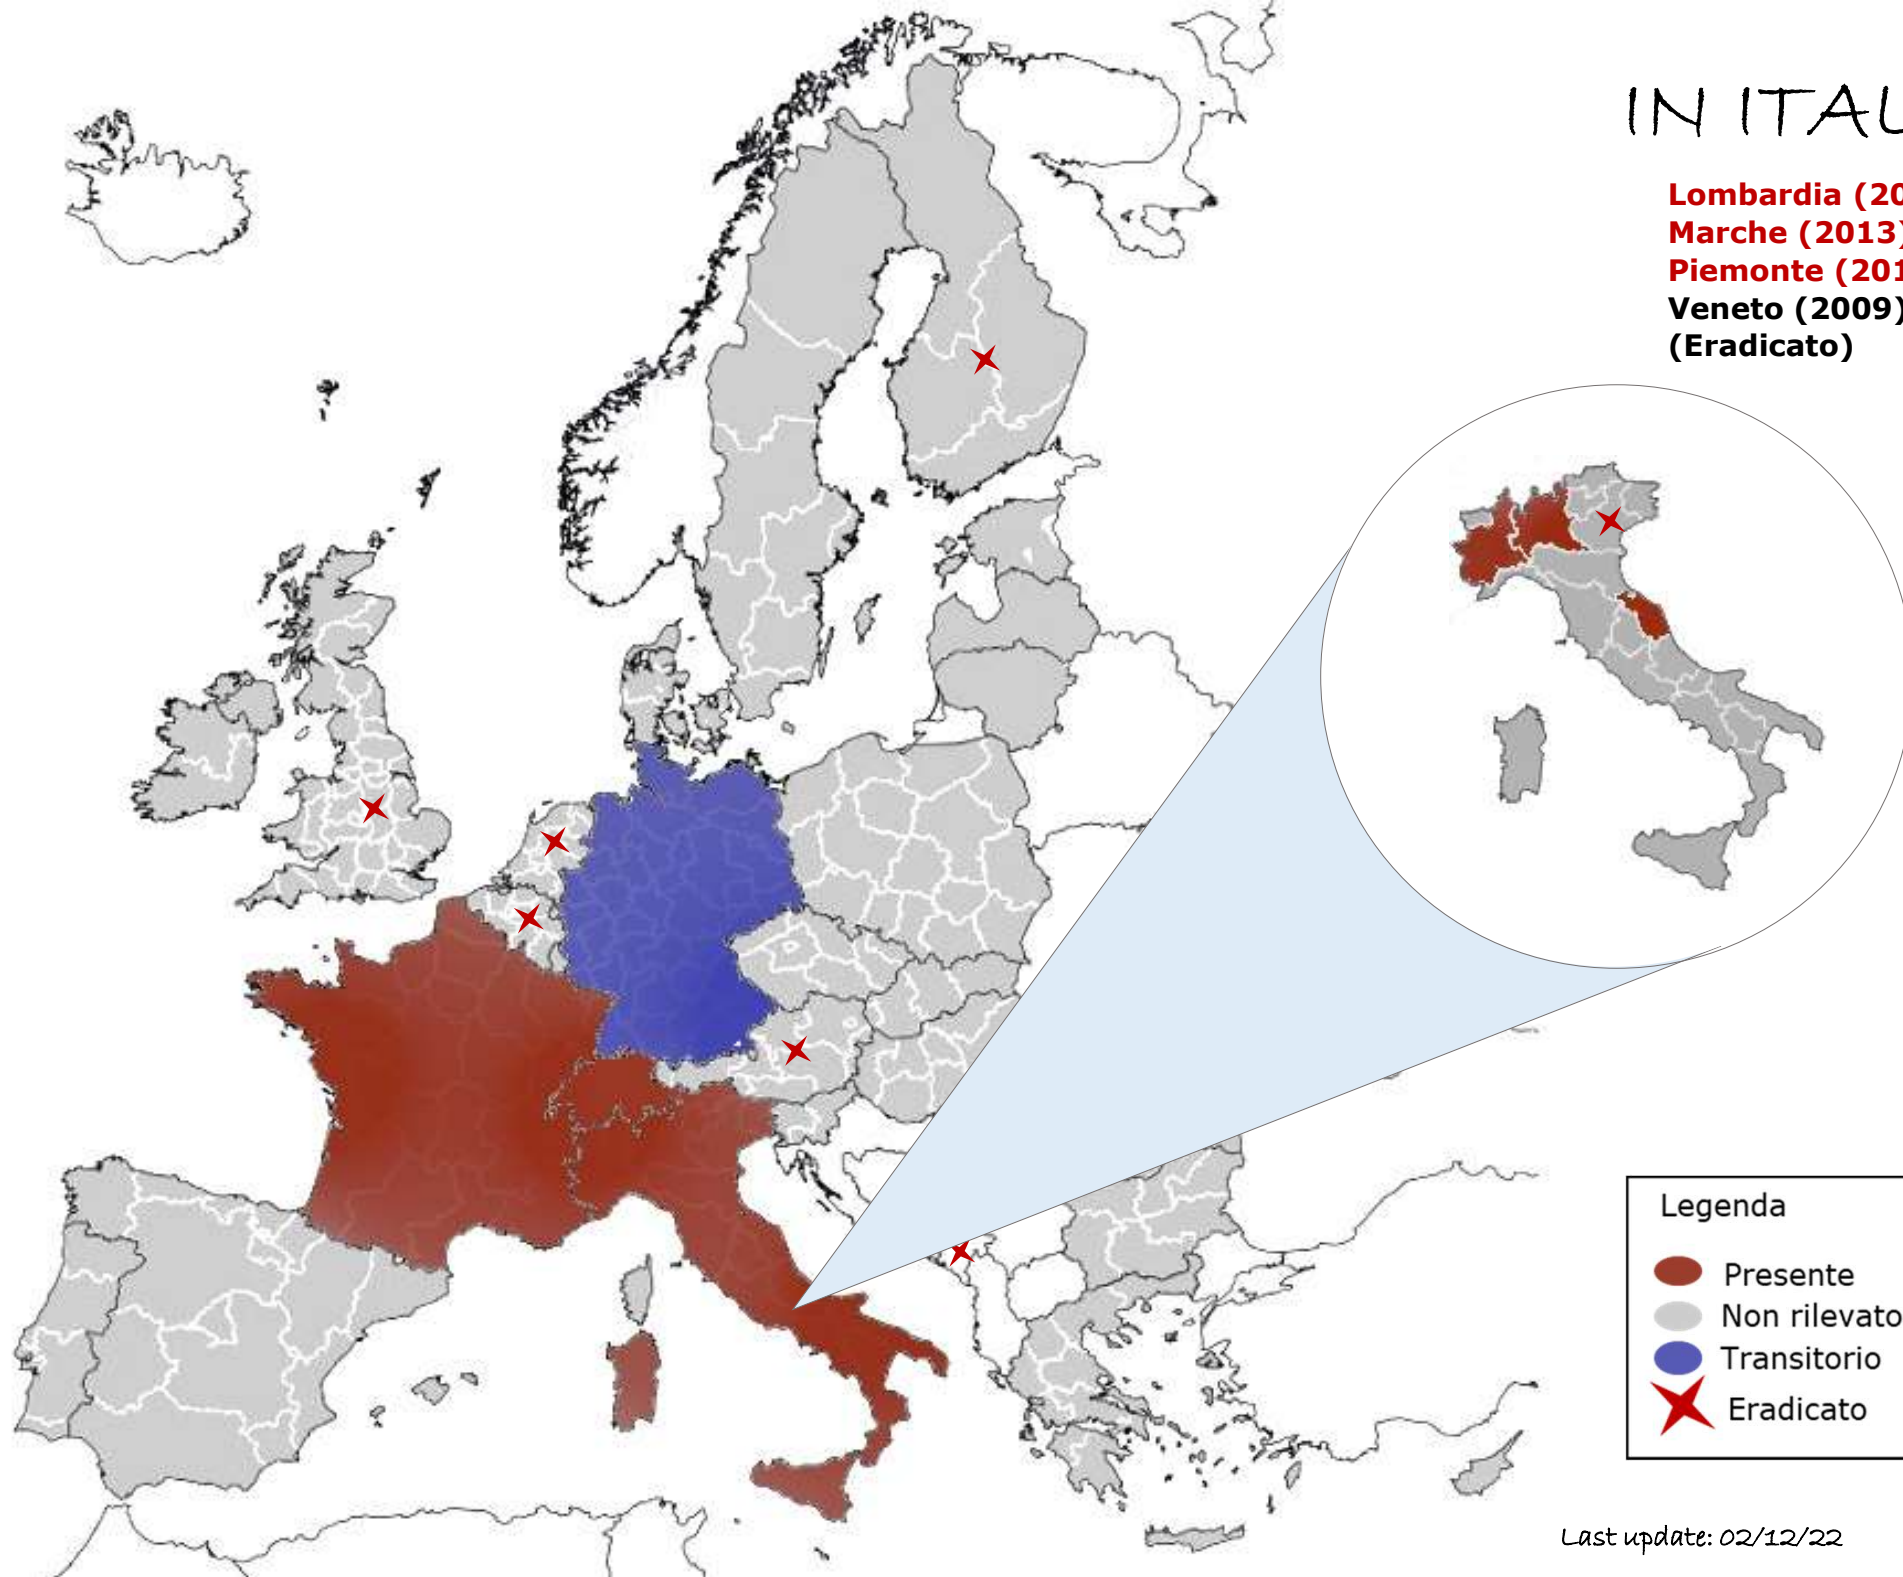 IN ITAL
Lombardia (20
Marche (2013)
Piemonte (201
Veneto (2009)
(Eradicato)
Legenda
Presente
Non rilevato
Transitorio
Eradicato
Last update: 02/12/22